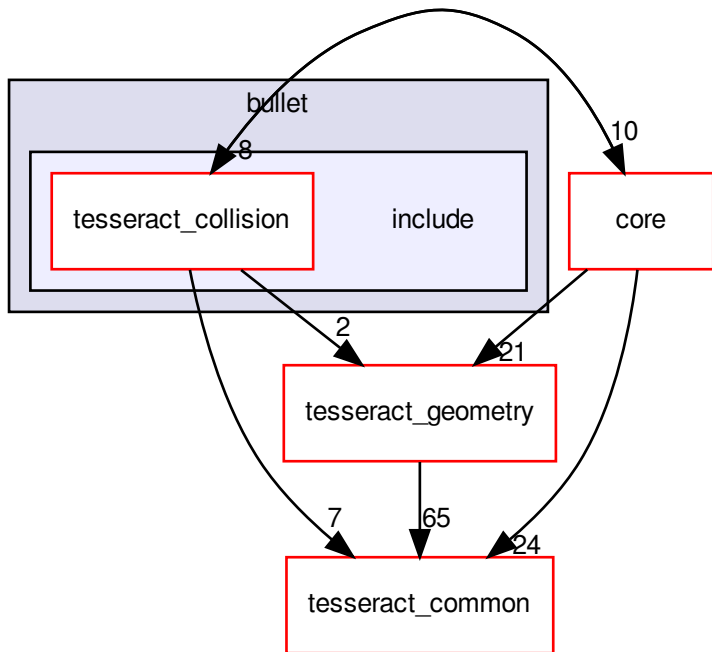 bullet
10
8
tesseract_collision
include
core
2
21
tesseract_geometry
7
65
24
tesseract_common